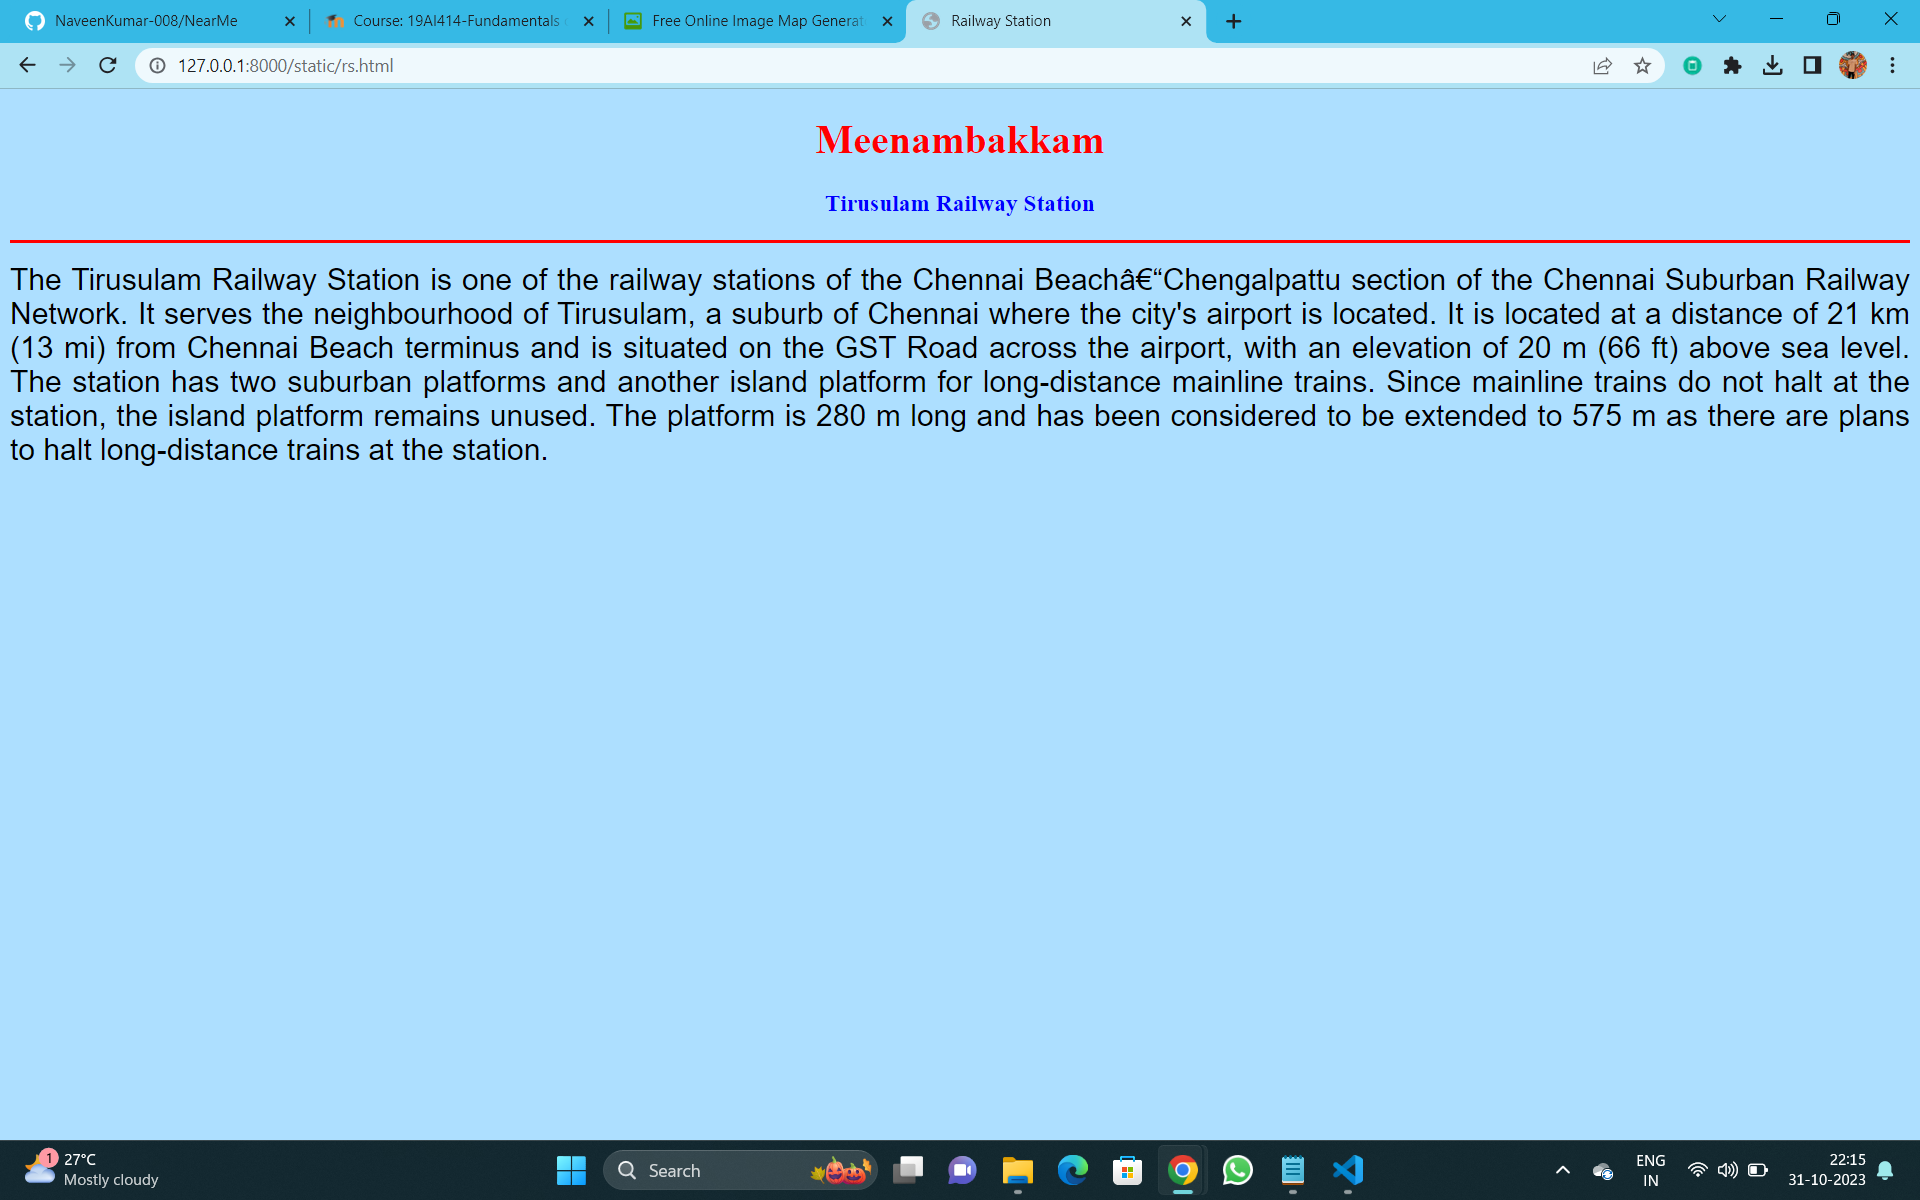 NaveenKumar-008/NearMe
Course: 19AI414-Fundamentals
Free Online Image Map Generat
Railway Station
127.0.0.1:8000/static/rs.html
Meenambakkam
Tirusulam Railway Station
The Tirusulam Railway Station is one of the railway stations of the Chennai Beachâ€“Chengalpattu section of the Chennai Suburban Railway
Network. It serves the neighbourhood of Tirusulam, a suburb of Chennai where the city's airport is located. It is located at a distance of 21 km
(13 mi) from Chennai Beach terminus and is situated on the GST Road across the airport, with an elevation of 20 m (66 ft) above sea level.
The station has two suburban platforms and another island platform for long-distance mainline trains. Since mainline trains do not halt at the
station, the island platform remains unused. The platform is 280 m long and has been considered to be extended to 575 m as there are plans
to halt long-distance trains at the station.
1
27°C
Mostly cloudy
Search
ENG
IN
22:15
31-10-2023